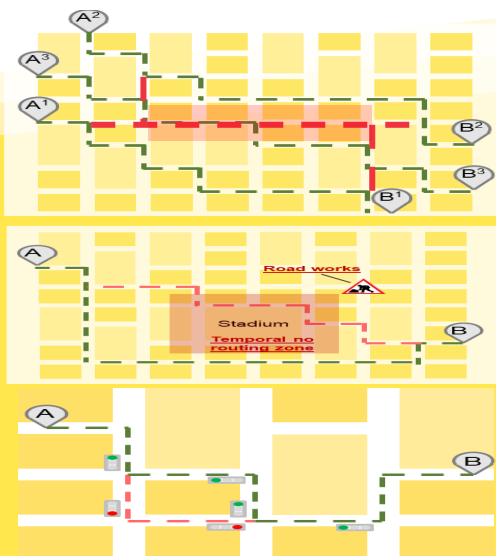 A²
A³
A¹
B²
B³
B¹
A
Road works
Stadium
Temporal no
routing zone
B
A
B